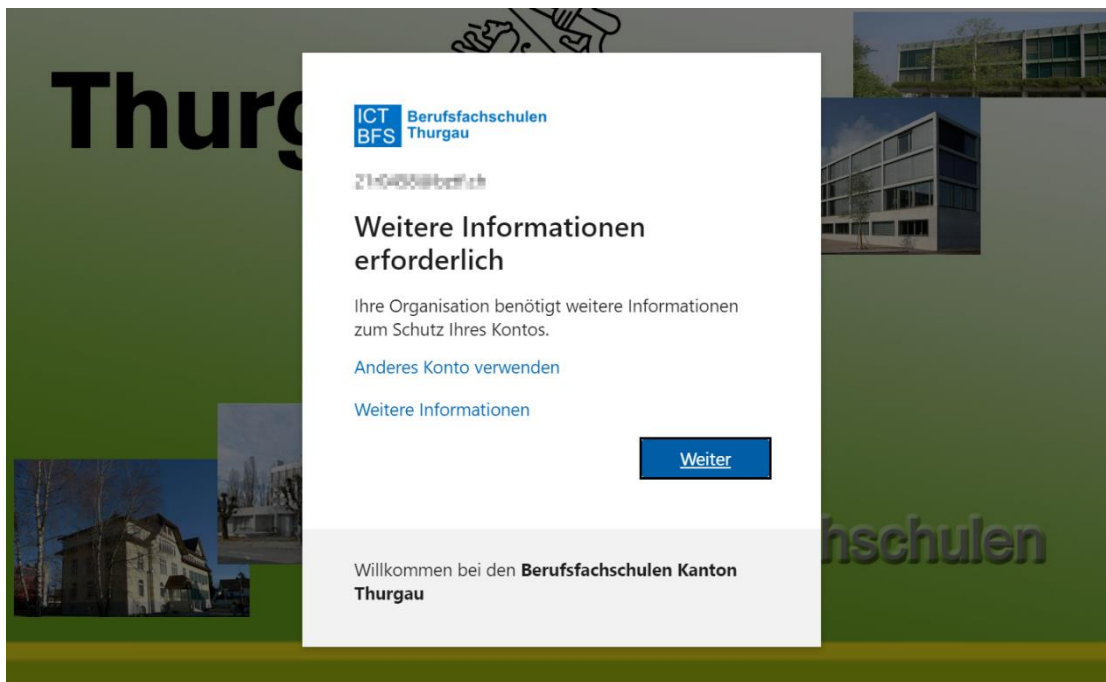 Thurg
ICT Berufsfachschulen
BFS Thurgau
Weitere Informationen
erforderlich
Ihre Organisation benötigt weitere Informationen
zum Schutz Ihres Kontos.
Anderes Konto verwenden
Weitere Informationen
Weiter
hschulen
Willkommen bei den Berufsfachschulen Kanton
Thurgau